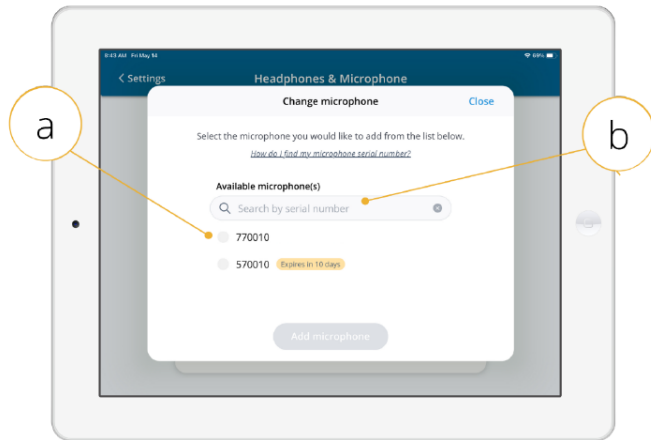 9:43 AM Fri May 14
69%
< Settings
Headphones & Microphone
Change microphone
Close
Select the microphone you would like to add from the list below.
How do I find my microphone serial number?
a
b
Available microphone(s)
Search by serial number
770010
570010 Expires in 10 days
Add microphone